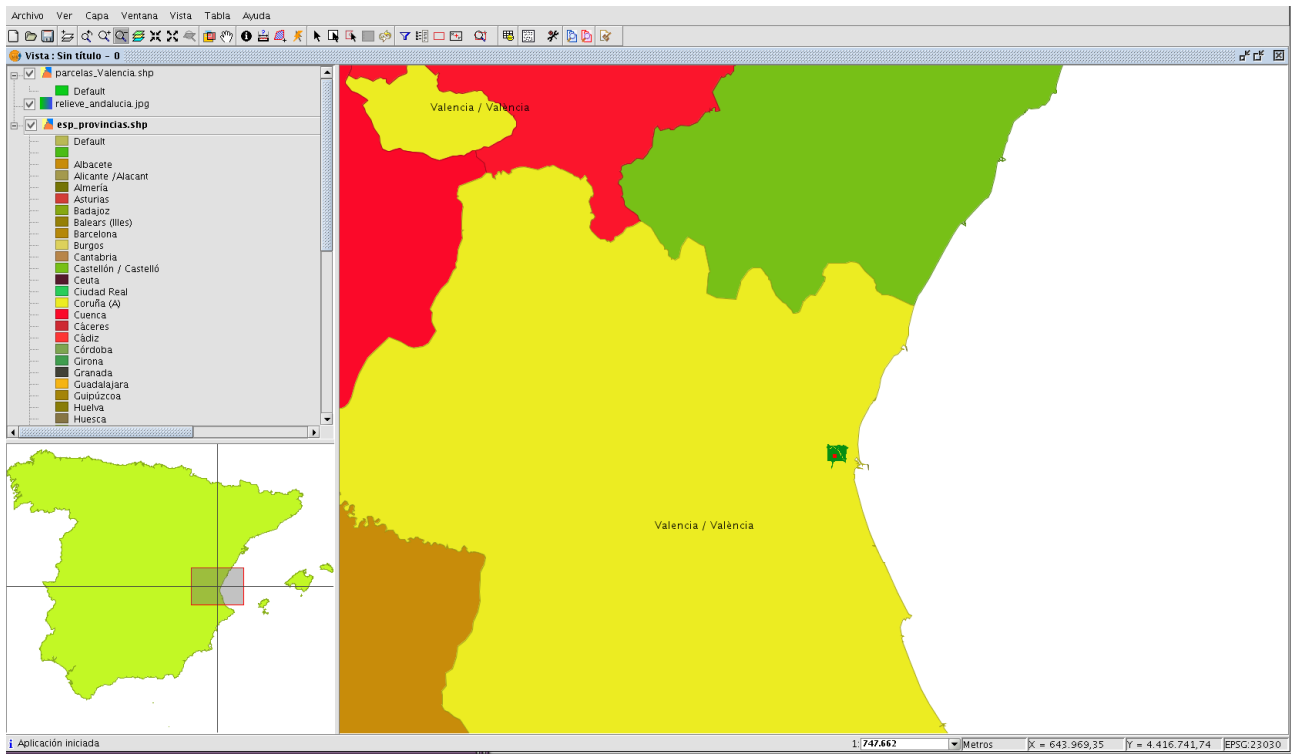 Archivo Ver Capa Ventana Vista Tabla Ayuda
Vista : Sin título - 0
parcelas_Valencia.shp
Default
relieve_andalucia.jpg
esp_provincias.shp
Default
Albacete
Alicante /Alacant
Almería
Asturias
Badajoz
Balears (Illes)
Barcelona
Burgos
Cantabria
Castellón / Castelló
Ceuta
Ciudad Real
Coruña (A)
Cuenca
Càceres
Càdiz
Córdoba
Girona
Granada
Guadalajara
Guipúzcoa
Huelva
Huesca
Valencia / València
Valencia / València
Aplicación iniciada
1: 747.662 Metros X = 643.969,35 Y = 4.416.741,74 EPSG:23030